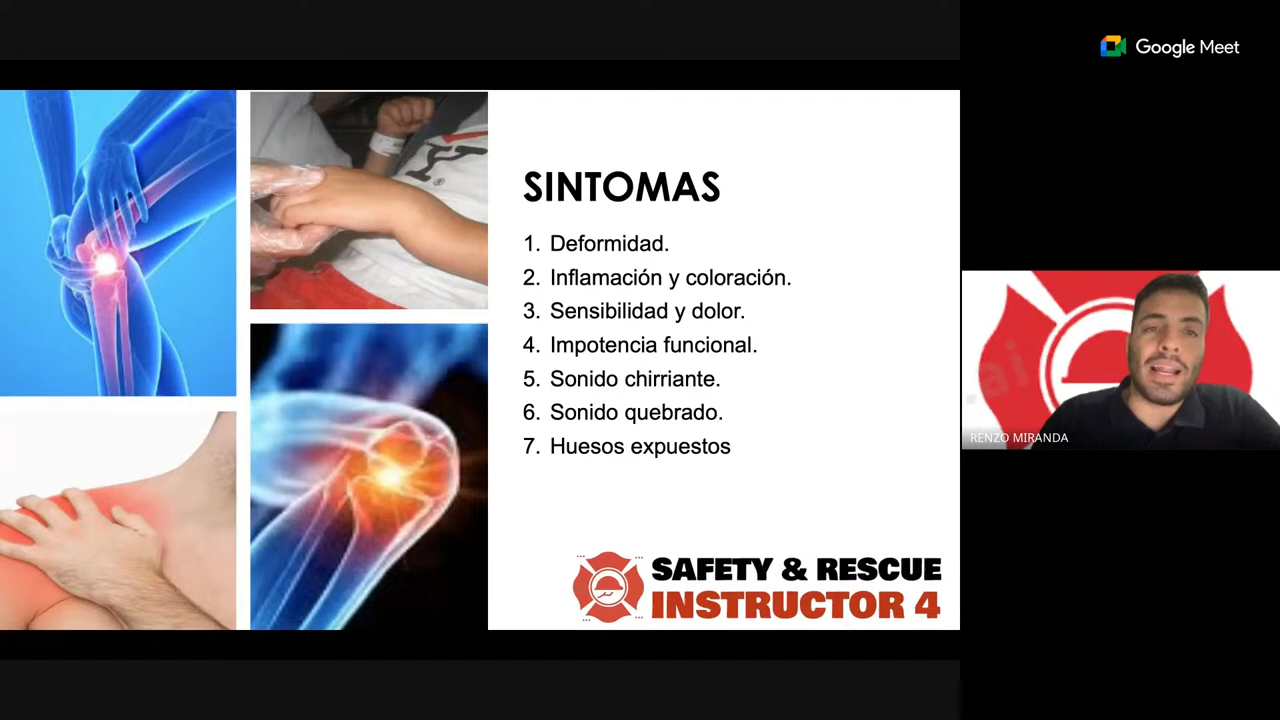 Google Meet
SINTOMAS
1. Deformidad.
2. Inflamación y coloración.
3. Sensibilidad y dolor.
4. Impotencia funcional.
5. Sonido chirriante.
6. Sonido quebrado.
7. Huesos expuestos
SAFETY & RESCUE
INSTRUCTOR 4
RENZO MIRANDA